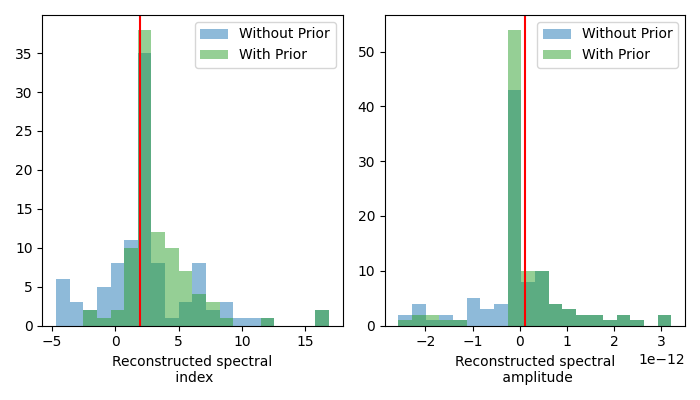 Without Prior
With Prior
35
30
25
20
15
10
5
0
−5
0
5
10
15
Reconstructed spectral
index
Without Prior
With Prior
50
40
30
20
10
0
−2
−1
0
1
2
3
1e−12
Reconstructed spectral
amplitude